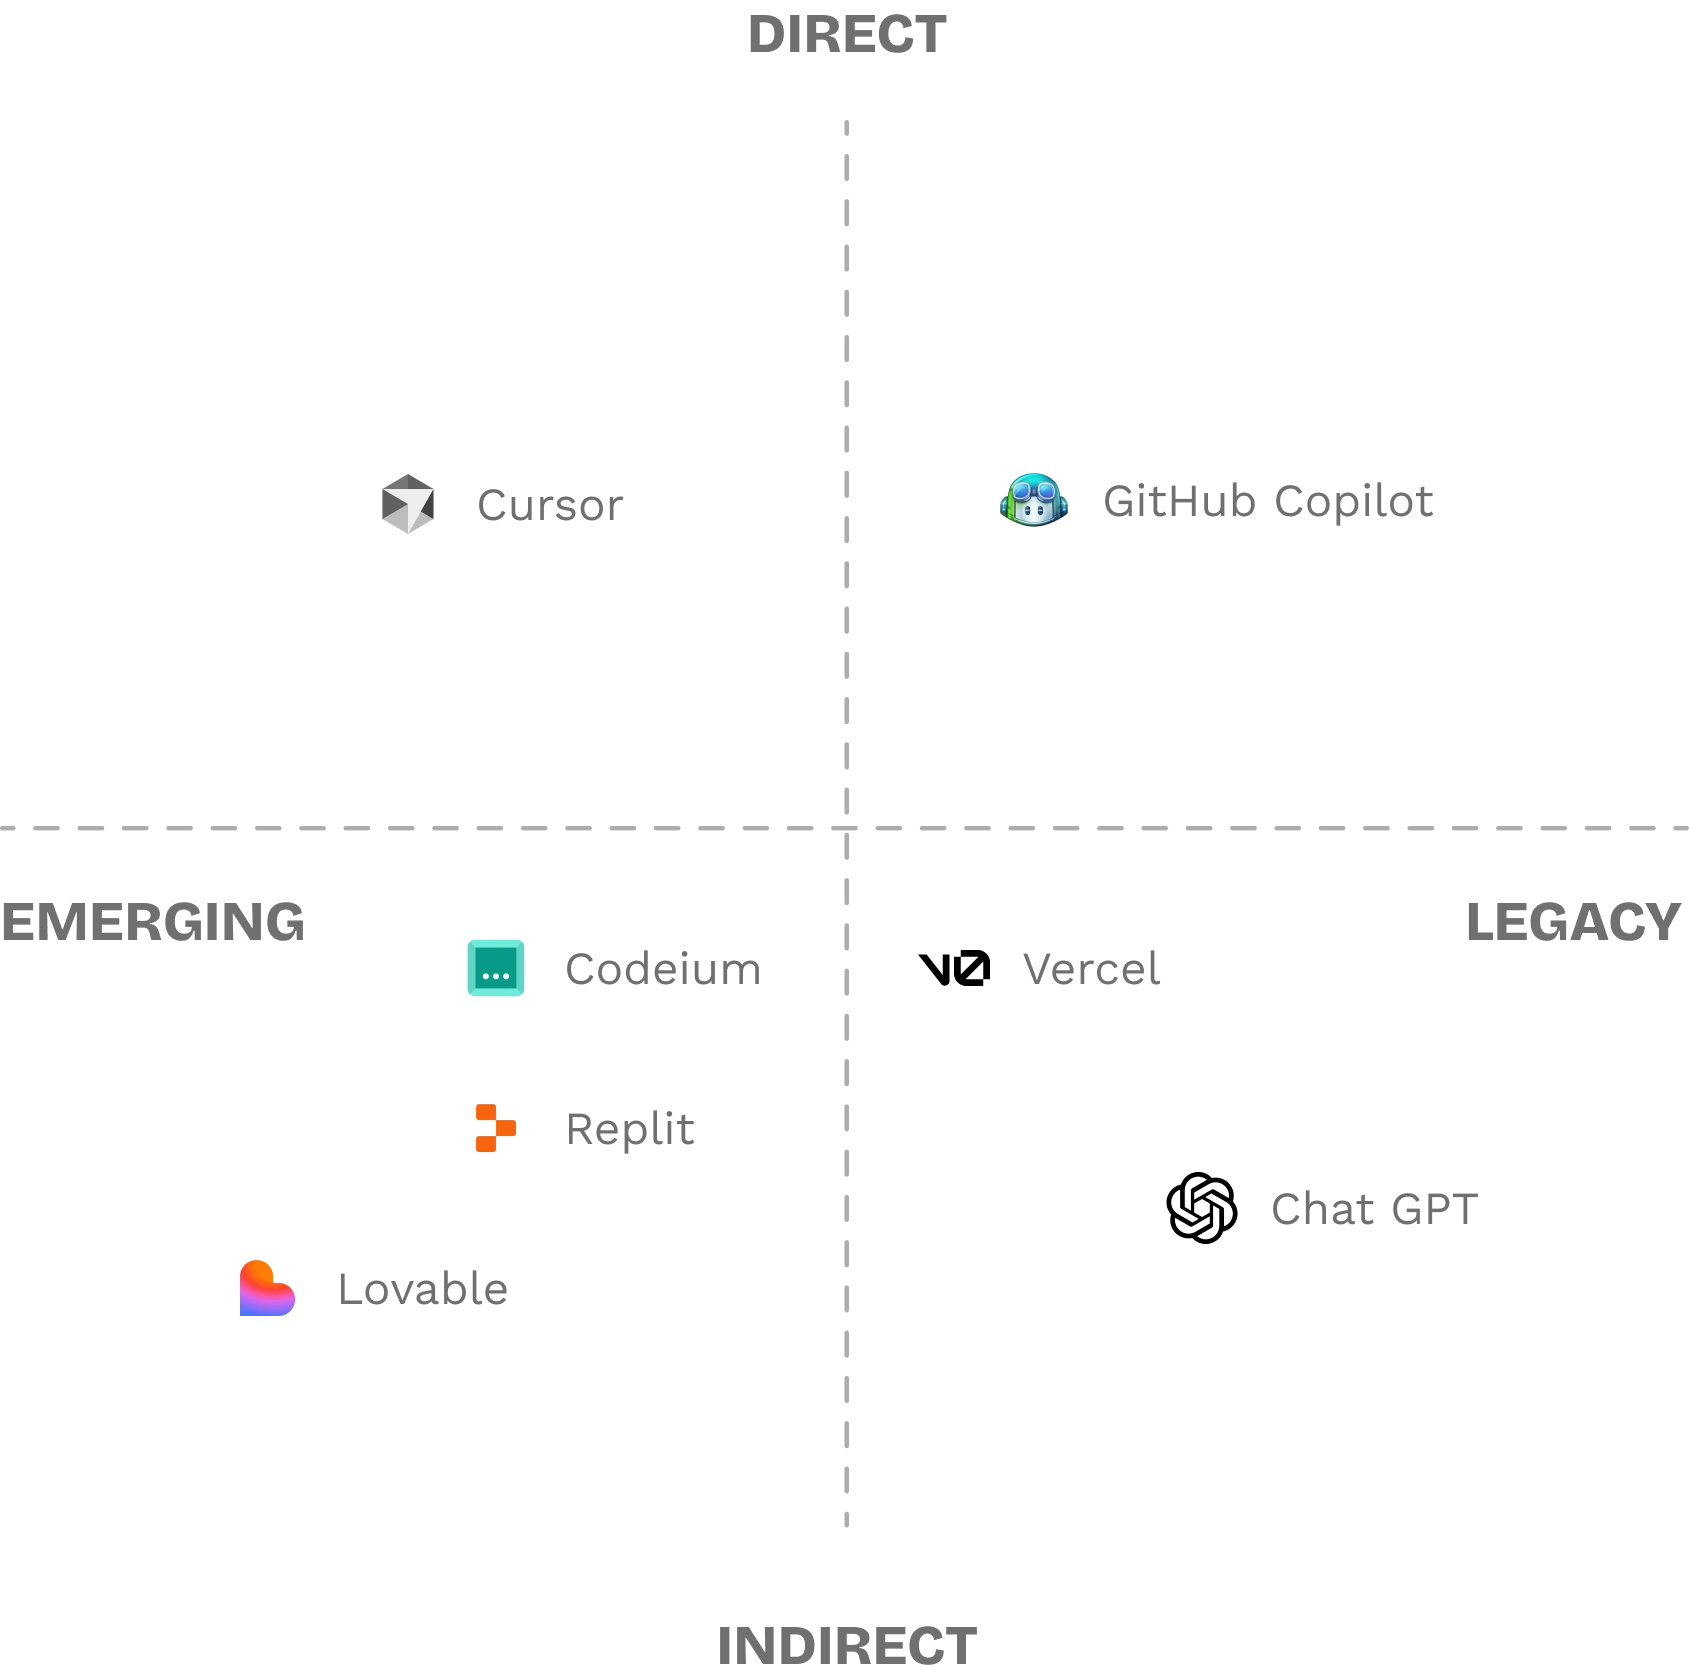 DIRECT
Cursor
GitHub Copilot
EMERGING
LEGACY
Codeium
v0 Vercel
Replit
Chat GPT
Lovable
INDIRECT